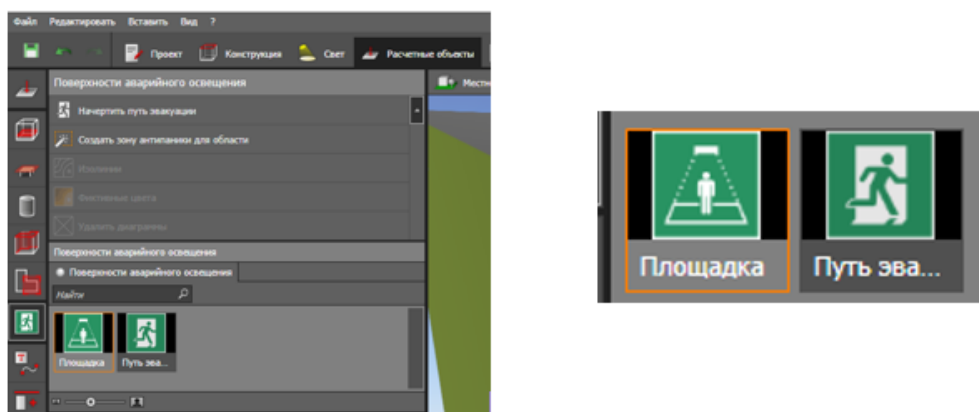 Файл Редактировать Вставить Вид ?
Проект Конструкция Свет Расчетные объекты
Поверхности аварийного освещения
Местн
Начертить путь эвакуации
Создать зону антипаники для области
Изолинии
Фиктивные цвета
Удалить диаграммы
Поверхности аварийного освещения
Поверхности аварийного освещения
Найти
Площадка Путь эва...
Площадка Путь эва...